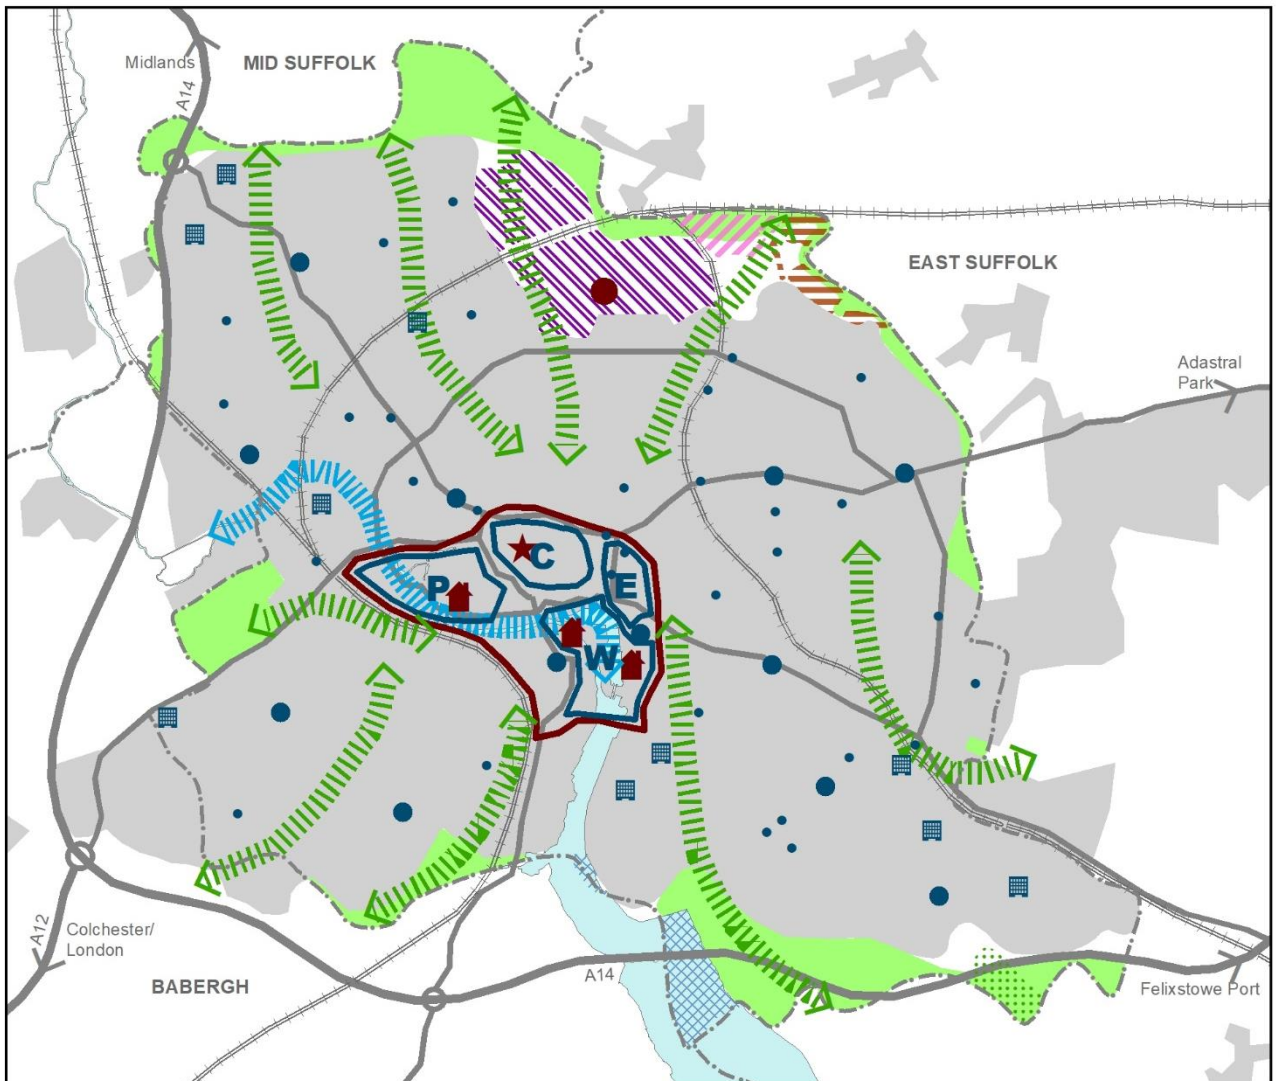 Midlands
MID SUFFOLK
A14
EAST SUFFOLK
Adastral
Park
C
P
E
W
A12
Colchester/
London
BABERGH
A14
Felixstowe Port